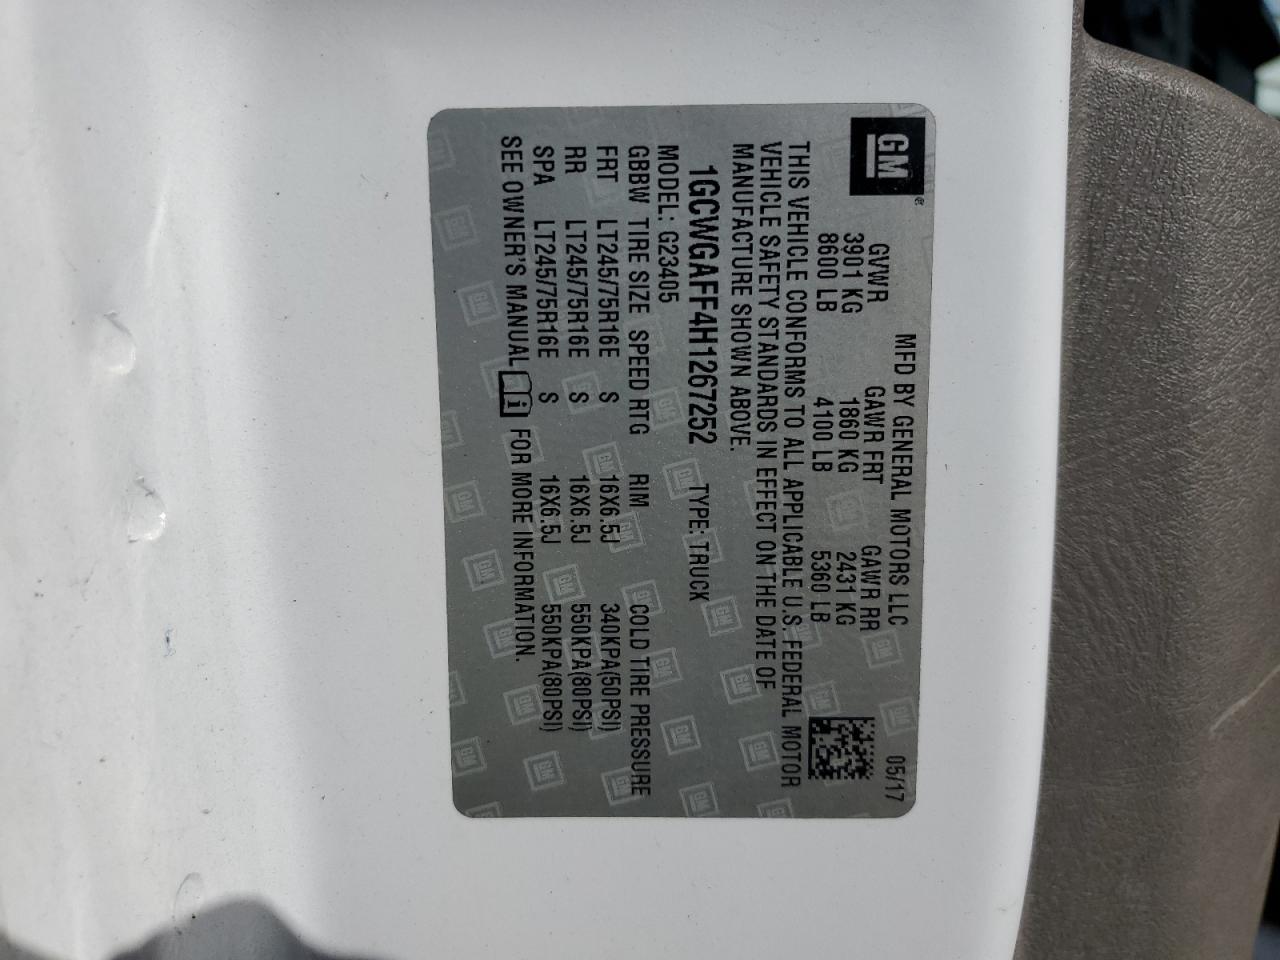 GM ®
MFD BY GENERAL MOTORS LLC 05/17
GVWR GAWR FRT GAWR RR
3901 KG 1860 KG 2431 KG
8600 LB 4100 LB 5360 LB
THIS VEHICLE CONFORMS TO ALL APPLICABLE U.S. FEDERAL MOTOR
VEHICLE SAFETY STANDARDS IN EFFECT ON THE DATE OF
MANUFACTURE SHOWN ABOVE.
1GCWGAFF4H1267252 TYPE: TRUCK
MODEL: G23405
GBBW TIRE SIZE SPEED RTG RIM COLD TIRE PRESSURE
FRT LT245/75R16E S 16X6.5J 340KPA(50PSI)
RR LT245/75R16E S 16X6.5J 550KPA(80PSI)
SPA LT245/75R16E S 16X6.5J 550KPA(80PSI)
SEE OWNER'S MANUAL i FOR MORE INFORMATION.